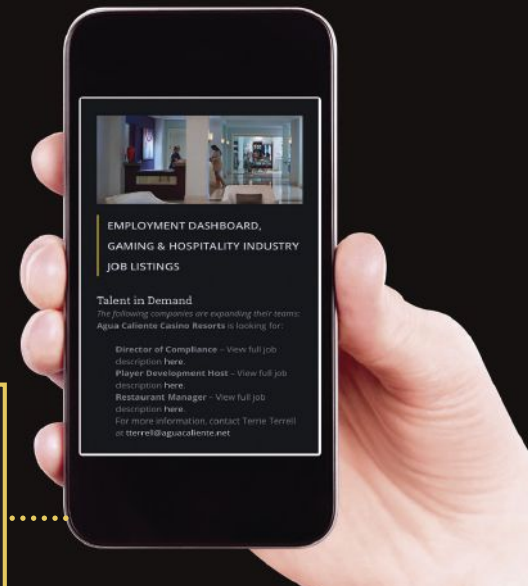 EMPLOYMENT DASHBOARD,
GAMING & HOSPITALITY INDUSTRY
JOB LISTINGS
Talent in Demand
The following companies are expanding their teams:
Agua Caliente Casino Resorts is looking for:
Director of Compliance – View full job
description here.
Player Development Host – View full job
description here.
Restaurant Manager – View full job
description here.
For more information, contact Terrie Terrell
at tterrell@aguacaliente.net